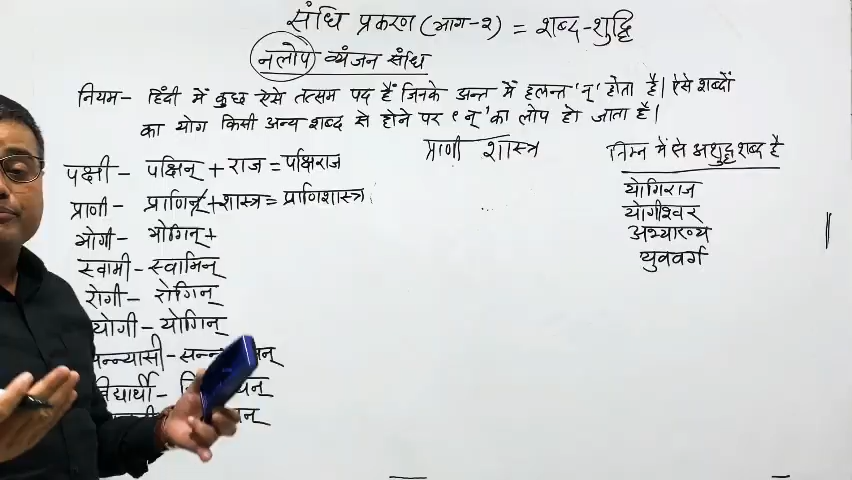 संधि प्रकरण (भाग-२) = शब्द-शुद्धि
नलोप व्यंजन संधि
नियम- हिंदी में कुछ ऐसे तत्सम पद हैं जिनके अन्त में हलन्त 'न्' होता है। ऐसे शब्दों
का योग किसी अन्य शब्द से होने पर 'न्' का लोप हो जाता है।
पक्षी- पक्षिन् + राज = पक्षिराज
प्राणी- प्राणिन् + शास्त्र = प्राणिशास्त्र
भोगी- भोगिन् +
स्वामी- स्वामिन्
रोगी- रोगिन्
योगी- योगिन्
प्राणी शास्त्र
निम्न में से अशुद्ध शब्द है
योगिराज
योगीश्वर
अभ्यारण्य
युववर्ग